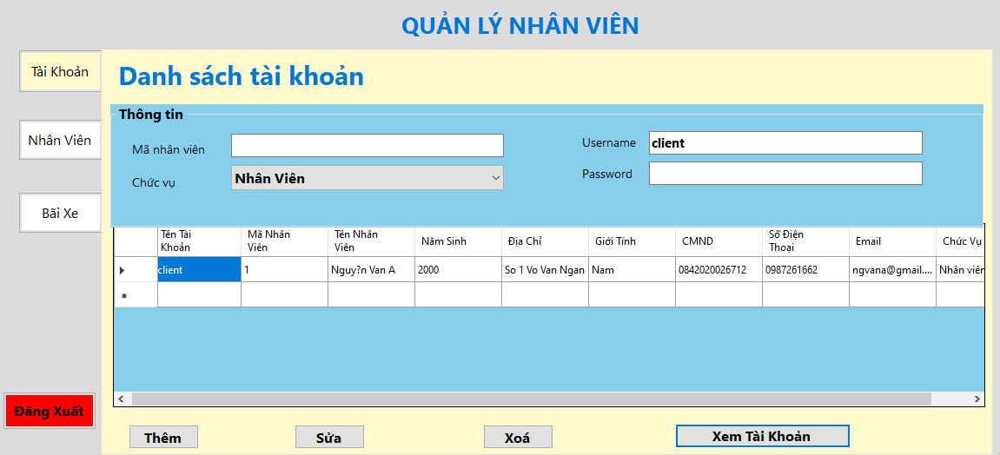 QUẢN LÝ NHÂN VIÊN
Tài Khoản
Nhân Viên
Bãi Xe
Đăng Xuất
Danh sách tài khoản
Thông tin
Mã nhân viên
Chức vụ
Nhân Viên
Username
client
Password
Tên Tài Khoản
Mã Nhân Viên
Tên Nhân Viên
Năm Sinh
Địa Chỉ
Giới Tính
CMND
Số Điện Thoại
Email
Chức Vụ
client
1
Nguy?n Van A
2000
So 1 Vo Van Ngan
Nam
0842020026712
0987261662
ngvana@gmail....
Nhân viên
Thêm
Sửa
Xoá
Xem Tài Khoản